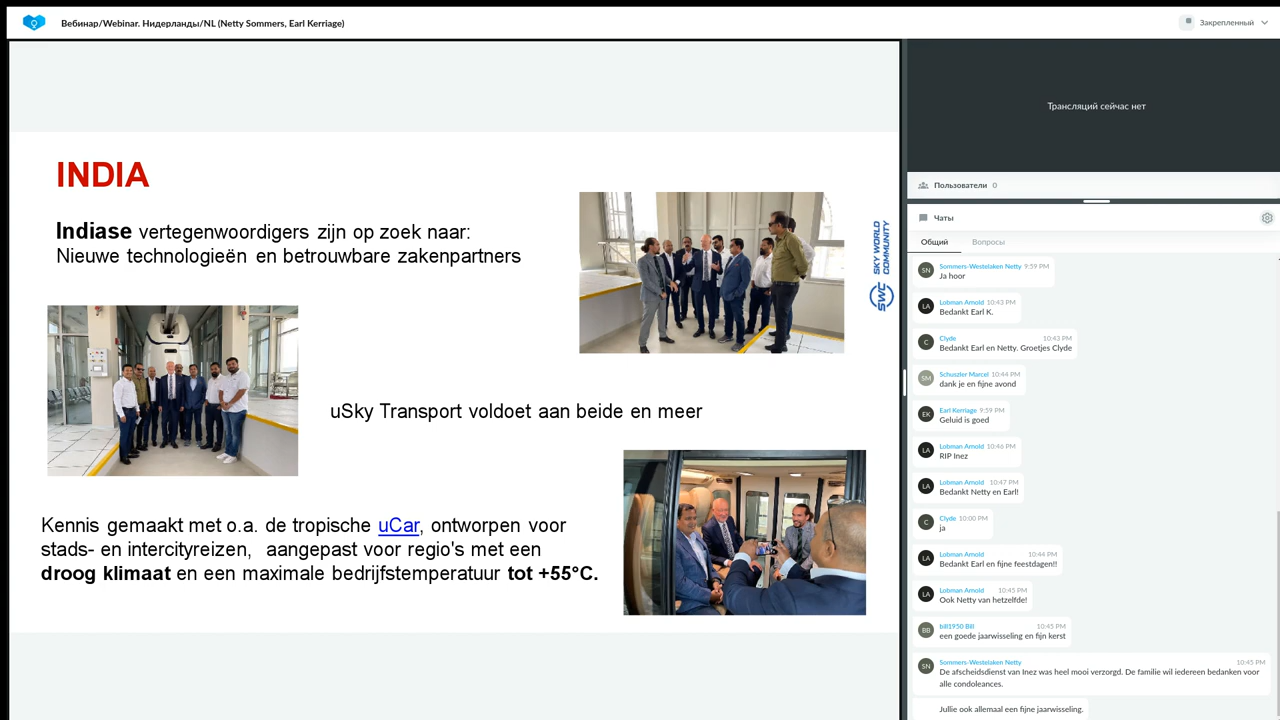 Вебинар/Webinar. Нидерланды/NL (Netty Sommers, Earl Kerriage)
Закрепленный
INDIA
Indiase vertegenwoordigers zijn op zoek naar:
Nieuwe technologieën en betrouwbare zakenpartners
SKY WORLD
COMMUNITY
SWC
uSky Transport voldoet aan beide en meer
Kennis gemaakt met o.a. de tropische uCar, ontworpen voor
stads- en intercityreizen, aangepast voor regio's met een
droog klimaat en een maximale bedrijfstemperatuur tot +55°C.
Трансляций сейчас нет
Пользователи 0
Чаты
Общий Вопросы
SN Sommers-Westelaken Netty 9:59 PM
Ja hoor
LA Lobman Arnold 10:43 PM
Bedankt Earl K.
C Clyde 10:43 PM
Bedankt Earl en Netty. Groetjes Clyde
SM Schuszler Marcel 10:44 PM
dank je en fijne avond
EK Earl Kerriage 9:59 PM
Geluid is goed
LA Lobman Arnold 10:46 PM
RIP Inez
LA Lobman Arnold 10:47 PM
Bedankt Netty en Earl!
C Clyde 10:00 PM
ja
LA Lobman Arnold 10:44 PM
Bedankt Earl en fijne feestdagen!!
LA Lobman Arnold 10:45 PM
Ook Netty van hetzelfde!
BB bill1950 Bill 10:45 PM
een goede jaarwisseling en fijn kerst
SN Sommers-Westelaken Netty 10:45 PM
De afscheidsdienst van Inez was heel mooi verzorgd. De familie wil iedereen bedanken voor
alle condoleances.
Jullie ook allemaal een fijne jaarwisseling.